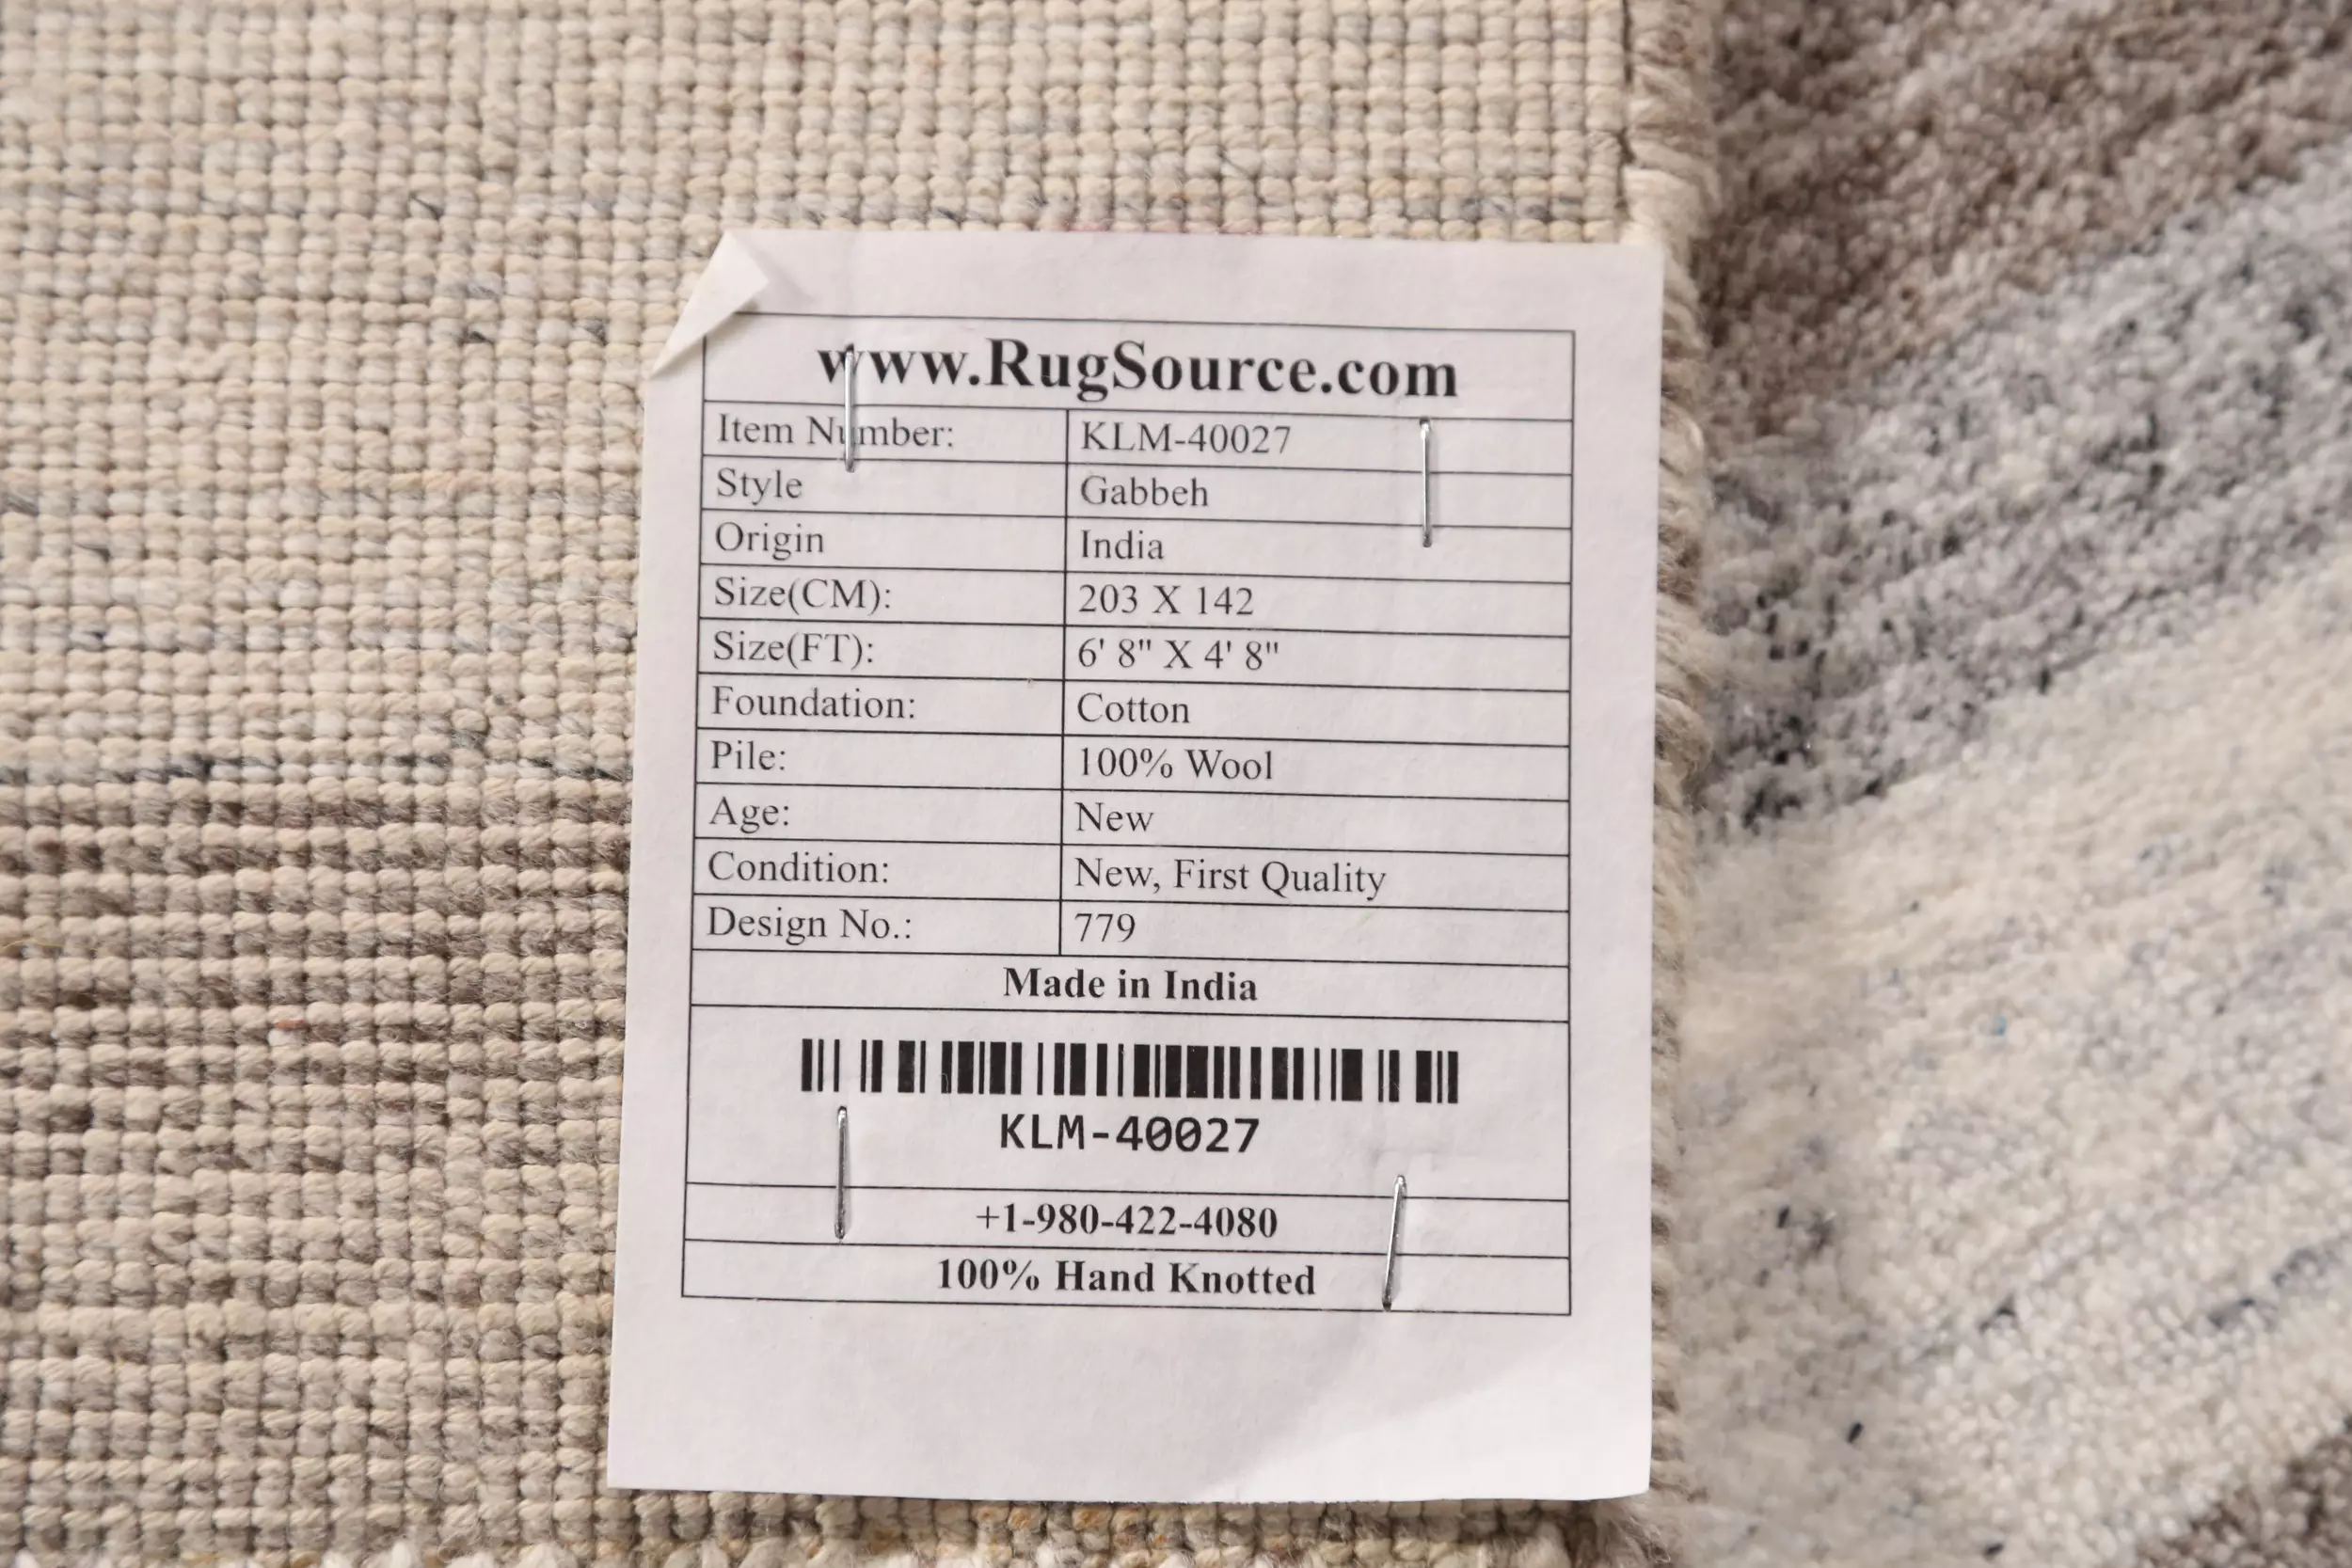 www.RugSource.com
Item Number: KLM-40027
Style Gabbeh
Origin India
Size(CM): 203 X 142
Size(FT): 6' 8" X 4' 8"
Foundation: Cotton
Pile: 100% Wool
Age: New
Condition: New, First Quality
Design No.: 779
Made in India
KLM-40027
+1-980-422-4080
100% Hand Knotted